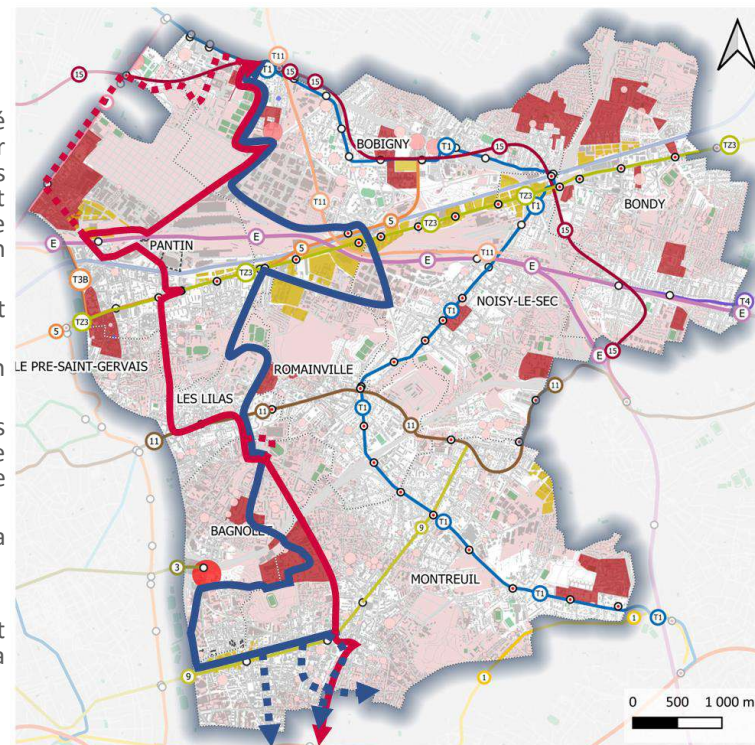 é
r
s
t
e
n
t
n
s
e
e
a
t
a
15
T11
T1
15
15
BOBIGNY
T1
15
TZ3
BONDY
T11
5
TZ3
TZ3
T1
15
E
PANTIN
E
T11
E
E
T3B
TZ3
NOISY-LE-SEC
T4
E
5
TZ3
T1
E
15
LE PRE-SAINT-GERVAIS
ROMAINVILLE
11
LES LILAS
11
T1
11
11
BAGNOLET
9
T1
3
MONTREUIL
T1
1
T1
9
1
0 500 1 000 m